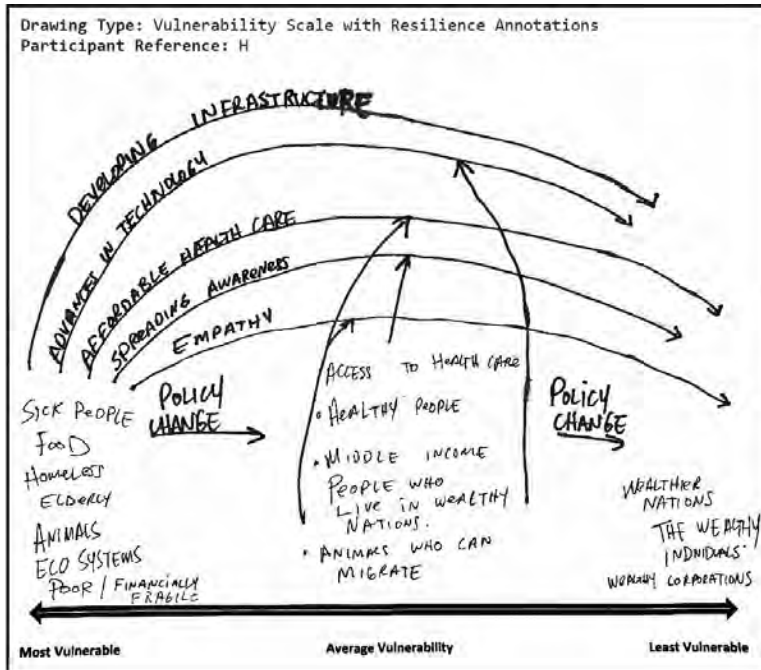 Drawing Type: Vulnerability Scale with Resilience Annotations
Participant Reference: H
DEVELOPING INFRASTRUCTURE
ADVANCES IN TECHNOLOGY
AFFORDABLE HEALTH CARE
SPREADING AWARENESS
EMPATHY
POLICY
CHANGE
SICK PEOPLE
FOOD
HOMELESS
ELDERLY
ANIMALS
ECO SYSTEMS
POOR / FINANCIALLY
FRAGILE
ACCESS TO HEALTH CARE
• HEALTHY PEOPLE
• MIDDLE INCOME
PEOPLE WHO
LIVE IN WEALTHY
NATIONS.
• ANIMALS WHO CAN
MIGRATE
POLICY
CHANGE
WEALTHIER
NATIONS
THE WEALTHY
INDIVIDUALS.
WEALTHY CORPORATIONS
Most Vulnerable
Average Vulnerability
Least Vulnerable